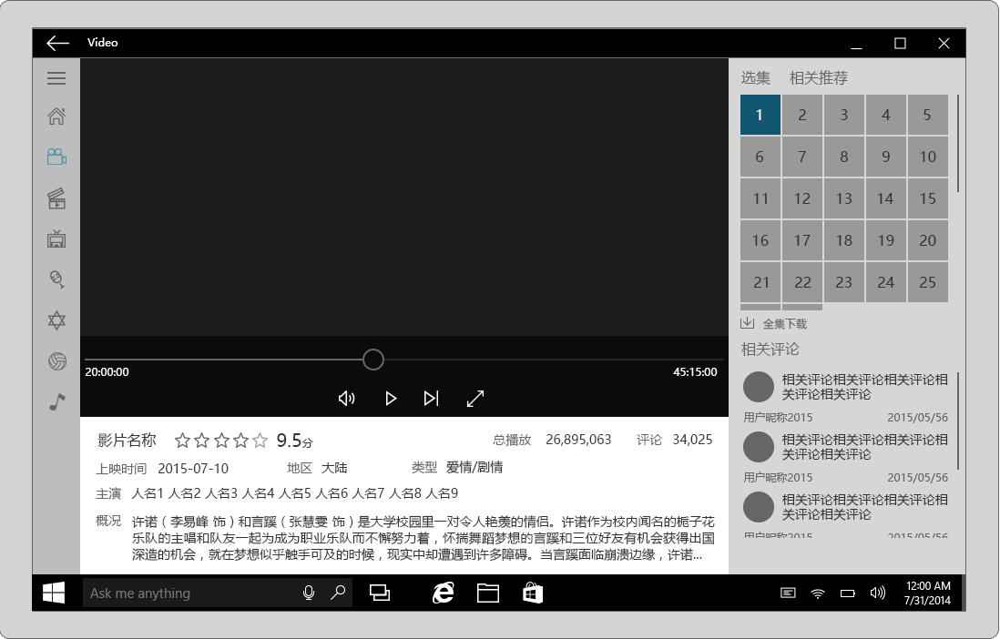 Video
选集 相关推荐
1 2 3 4 5
6 7 8 9 10
11 12 13 14 15
16 17 18 19 20
21 22 23 24 25
全集下载
相关评论
相关评论相关评论相关评论相
关评论相关评论
用户昵称2015 2015/05/56
相关评论相关评论相关评论相
关评论相关评论
用户昵称2015 2015/05/56
相关评论相关评论相关评论相
关评论相关评论
用户昵称2015 2015/05/56
20:00:00 45:15:00
影片名称 9.5分 总播放 26,895,063 评论 34,025
上映时间 2015-07-10 地区 大陆 类型 爱情/剧情
主演 人名1 人名2 人名3 人名4 人名5 人名6 人名7 人名8 人名9
概况 许诺（李易峰 饰）和言蹊（张慧雯 饰）是大学校园里一对令人艳羡的情侣。许诺作为校内闻名的栀子花
乐队的主唱和队友一起为成为职业乐队而不懈努力着，怀揣舞蹈梦想的言蹊和三位好友有机会获得出国
深造的机会，就在梦想似乎触手可及的时候，现实中却遭遇到许多障碍。当言蹊面临崩溃边缘，许诺...
Ask me anything
12:00 AM
7/31/2014